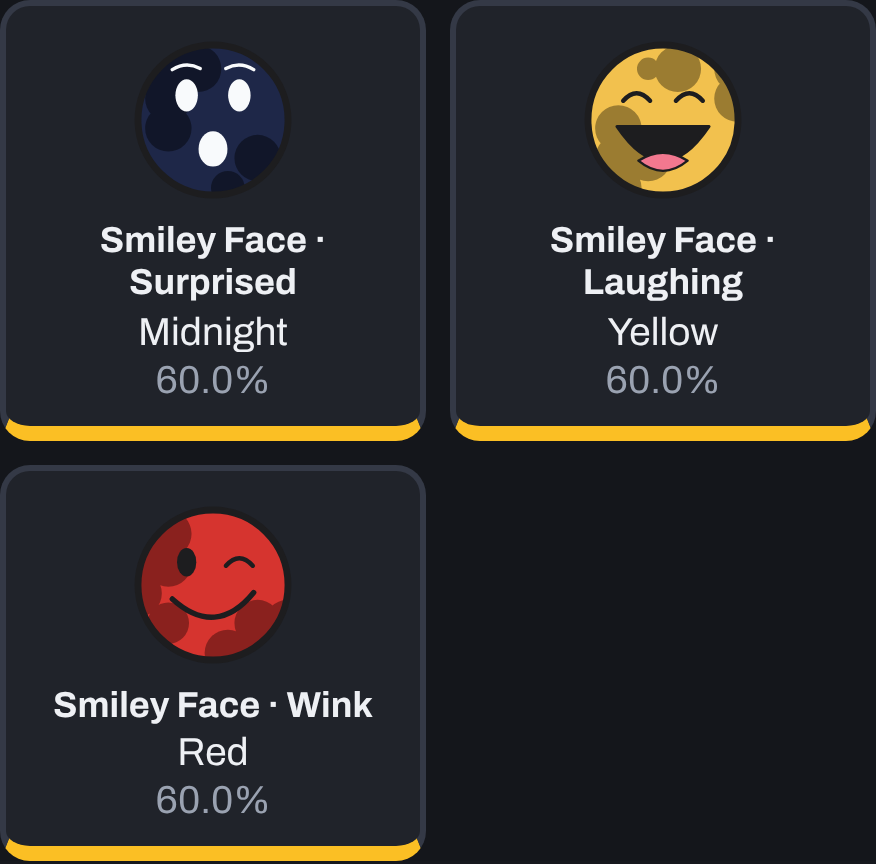 Smiley Face ·
Surprised
Midnight
60.0%
Smiley Face ·
Laughing
Yellow
60.0%
Smiley Face · Wink
Red
60.0%